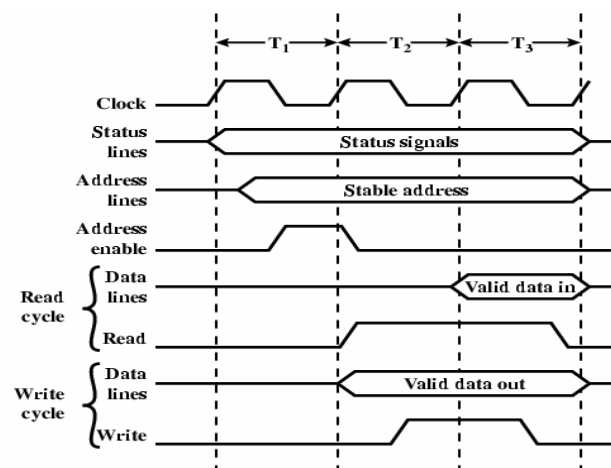 T1 T2 T3
Clock
Status
lines
Status signals
Address
lines
Stable address
Address
enable
Read
cycle
Data
lines
Valid data in
Read
Write
cycle
Data
lines
Valid data out
Write